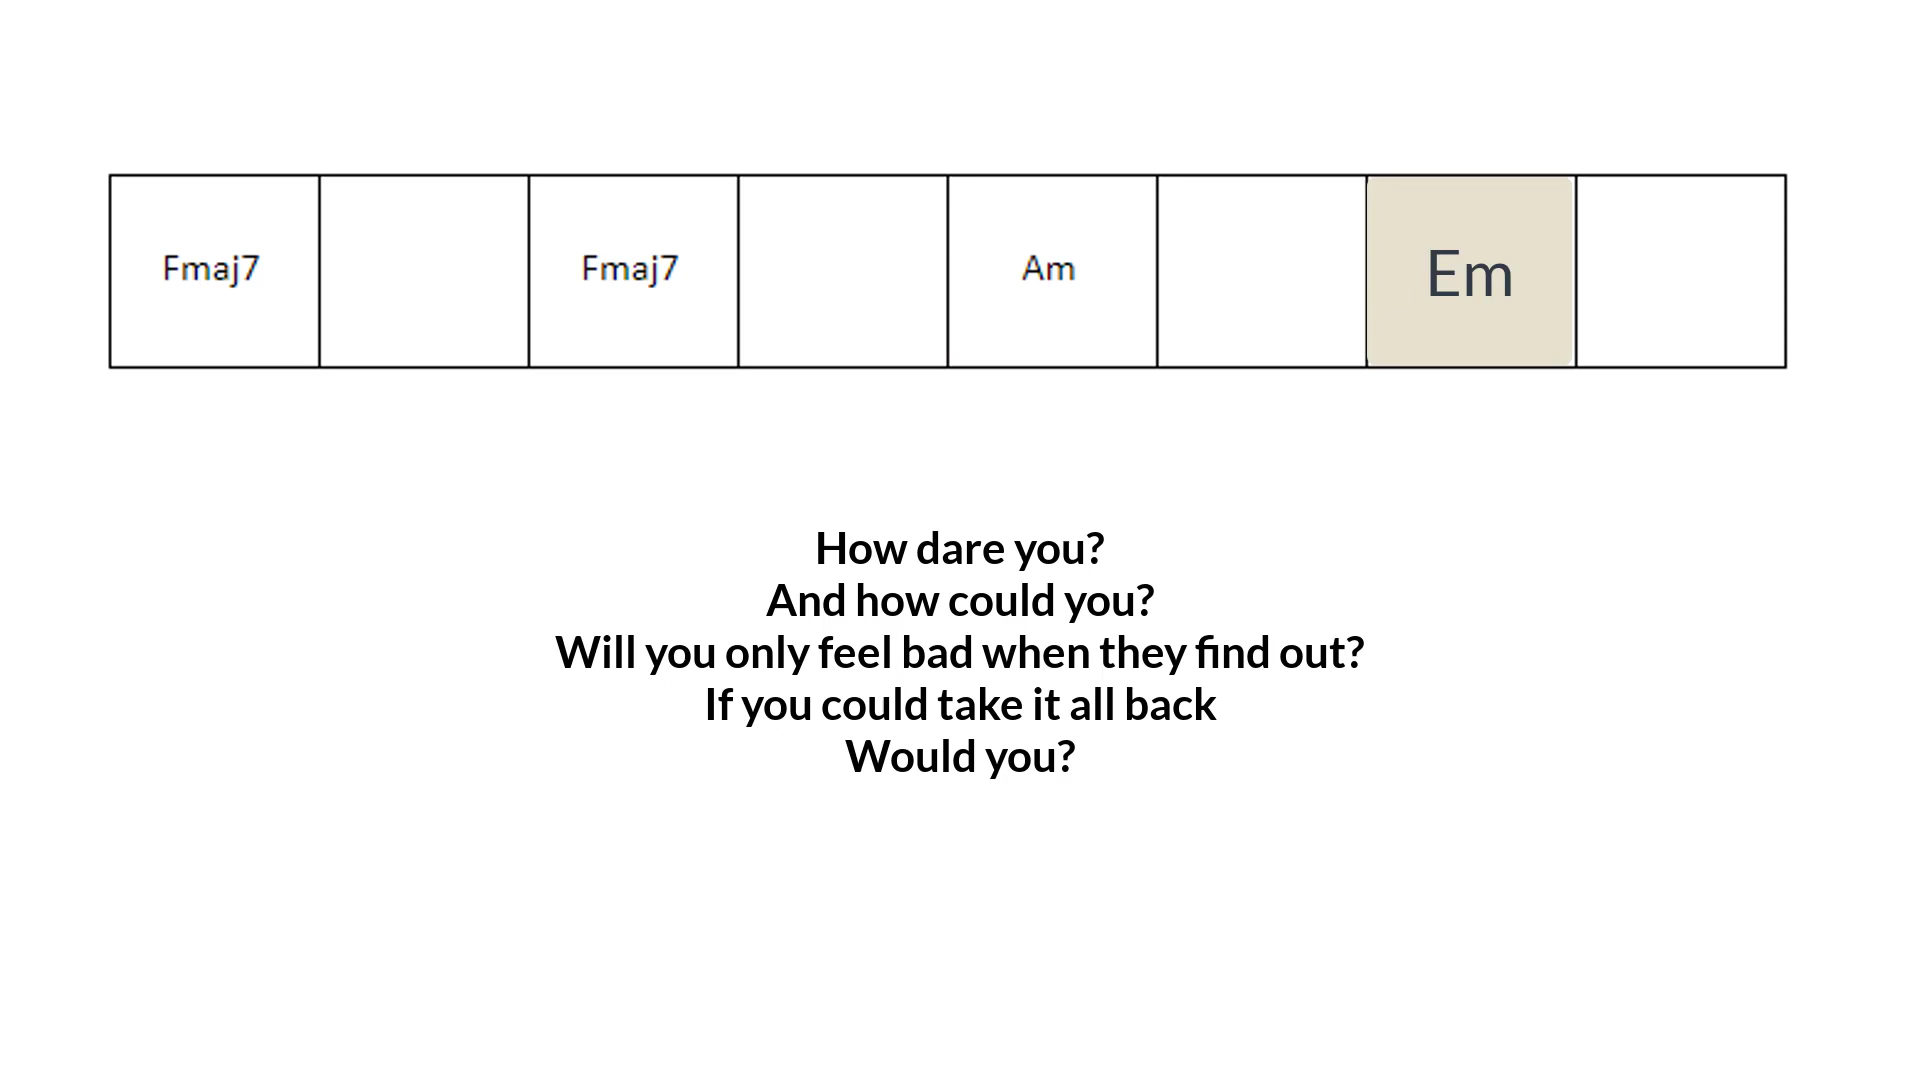 Fmaj7 Fmaj7 Am Em
How dare you?
And how could you?
Will you only feel bad when they find out?
If you could take it all back
Would you?